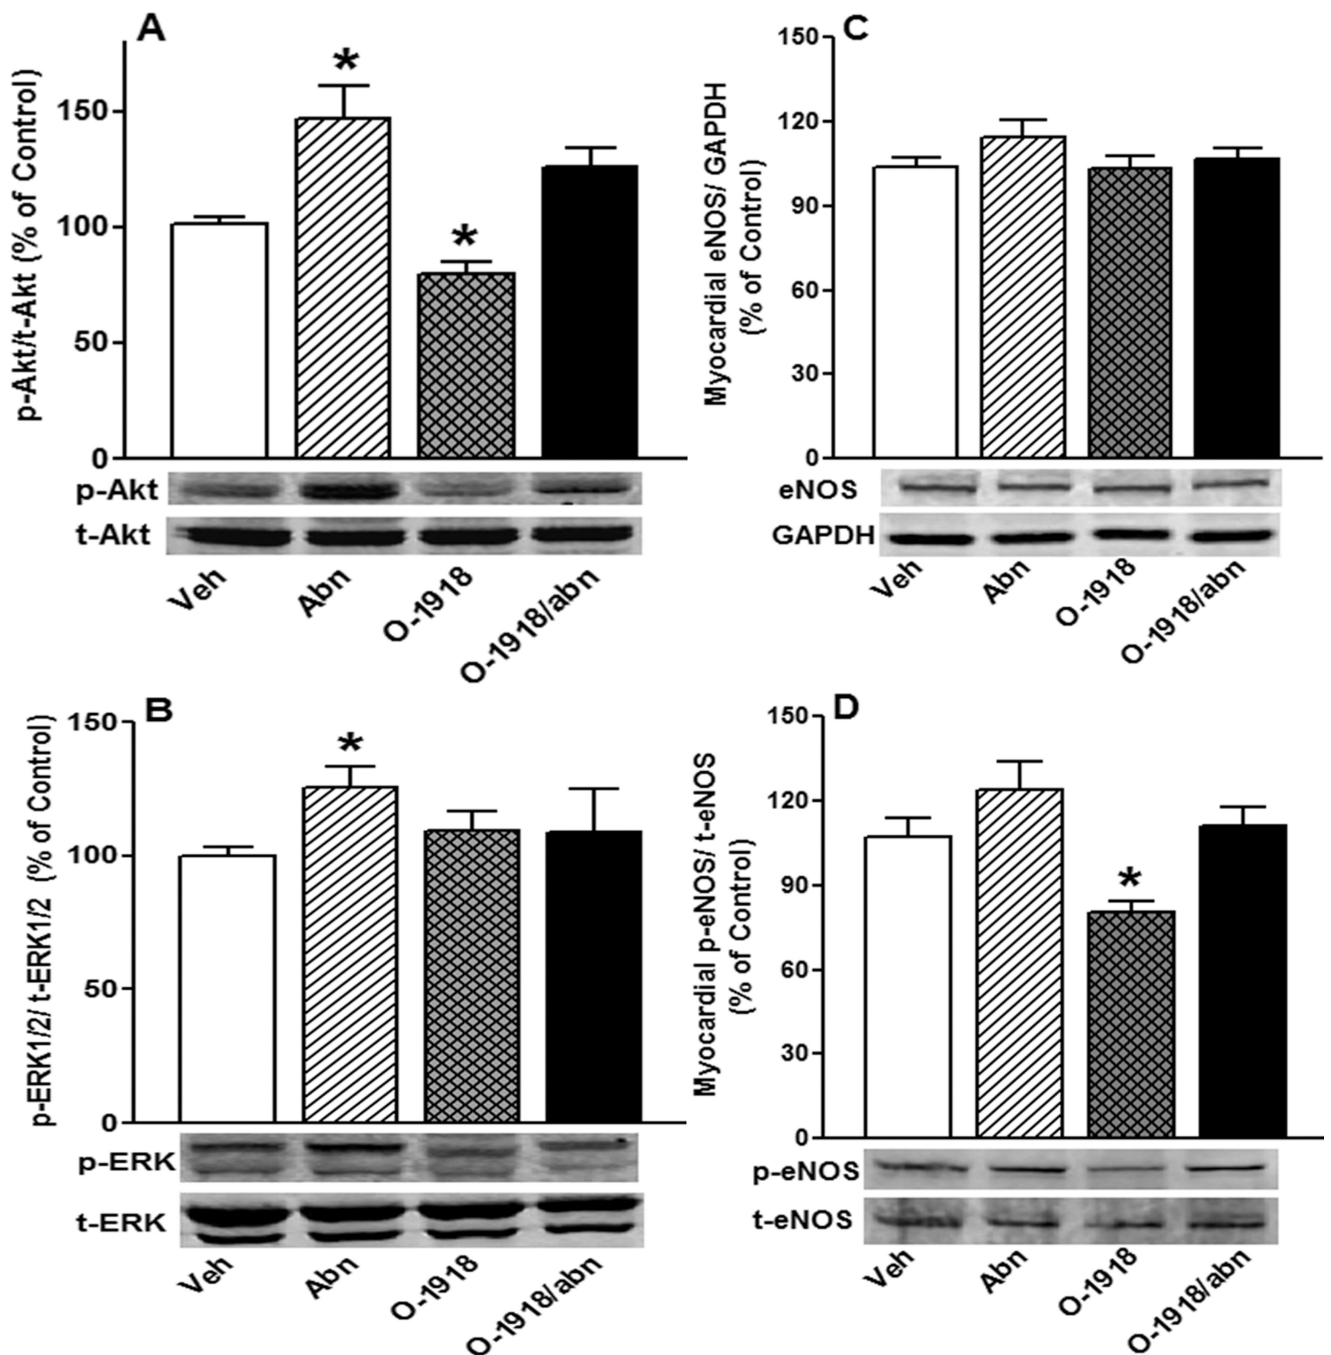 A
p-Akt/t-Akt (% of Control)
150
100
50
0
*
*
p-Akt
t-Akt
Veh
Abn
O-1918
O-1918/abn
C
Myocardial eNOS/ GAPDH
(% of Control)
150
120
90
60
30
0
eNOS
GAPDH
Veh
Abn
O-1918
O-1918/abn
B
p-ERK1/2/ t-ERK1/2 (% of Control)
150
100
50
0
*
p-ERK
t-ERK
Veh
Abn
O-1918
O-1918/abn
D
Myocardial p-eNOS/ t-eNOS
(% of Control)
150
120
90
60
30
0
*
p-eNOS
t-eNOS
Veh
Abn
O-1918
O-1918/abn